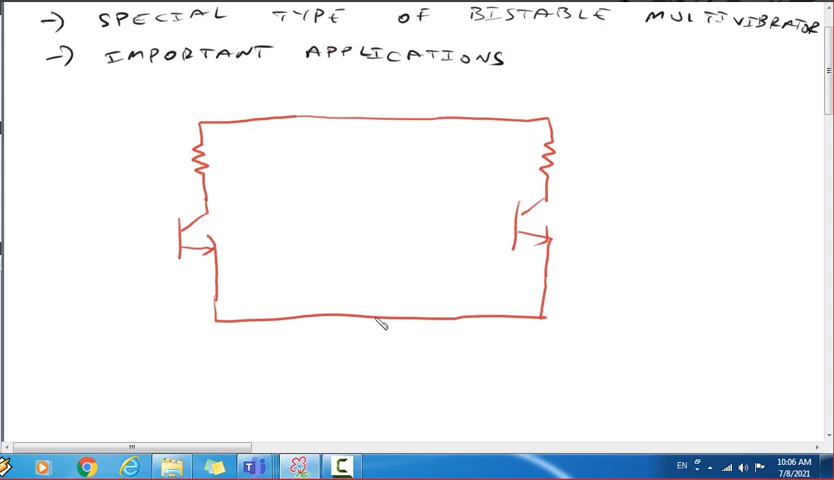 -) SPECIAL TYPE OF BISTABLE MULTIVIBRATOR
-) IMPORTANT APPLICATIONS
EN
10:06 AM
7/8/2021